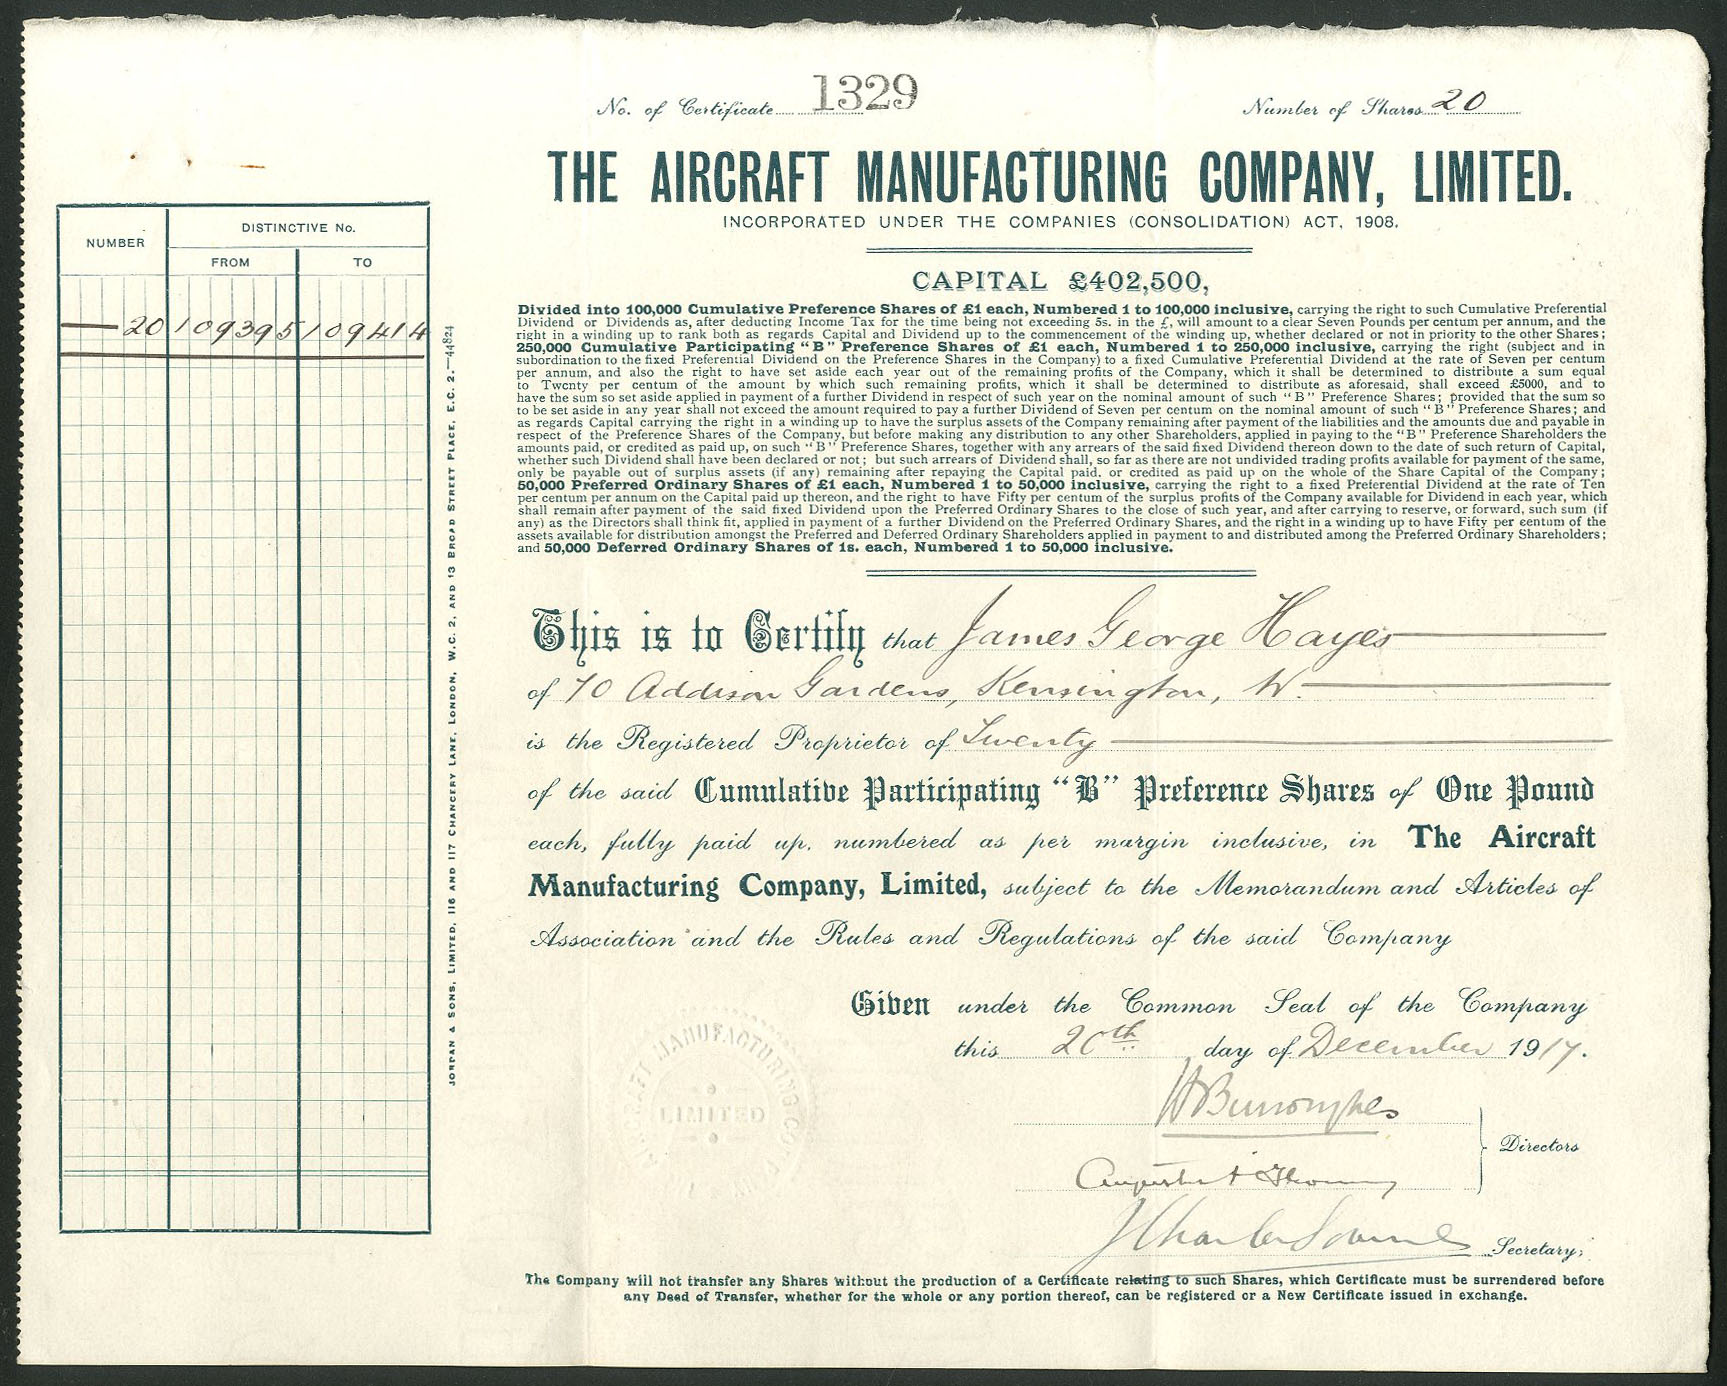 No. of Certificate 1329
Number of Shares 20
THE AIRCRAFT MANUFACTURING COMPANY, LIMITED.
INCORPORATED UNDER THE COMPANIES (CONSOLIDATION) ACT, 1908.
CAPITAL £402,500,
Divided into 100,000 Cumulative Preference Shares of £1 each, Numbered 1 to 100,000 inclusive, carrying the right to such Cumulative Preferential
Dividend or Dividends as, after deducting Income Tax for the time being not exceeding 5s. in the £, will amount to a clear Seven Pounds per centum per annum, and the
right in a winding up to rank both as regards Capital and Dividend up to the commencement of the winding up, whether declared or not in priority to the other Shares;
250,000 Cumulative Participating "B" Preference Shares of £1 each, Numbered 1 to 250,000 inclusive, carrying the right (subject and in
subordination to the fixed Preferential Dividend on the Preference Shares in the Company) to a fixed Cumulative Preferential Dividend at the rate of Seven per centum
per annum, and also the right to have set aside each year out of the remaining profits of the Company, which it shall be determined to distribute a sum equal
to Twenty per centum of the amount by which such remaining profits, which it shall be determined to distribute as aforesaid, shall exceed £5000, and to
have the sum so set aside applied in payment of a further Dividend in respect of such year on the nominal amount of such "B" Preference Shares; provided that the sum so
to be set aside in any year shall not exceed the amount required to pay a further Dividend of Seven per centum on the nominal amount of such "B" Preference Shares; and
as regards Capital carrying the right in a winding up to have the surplus assets of the Company remaining after payment of the liabilities and the amounts due and payable in
respect of the Preference Shares of the Company, but before making any distribution to any other Shareholders, applied in paying to the "B" Preference Shareholders the
amounts paid, or credited as paid up, on such "B" Preference Shares, together with any arrears of the said fixed Dividend thereon down to the date of such return of Capital,
whether such Dividend shall have been declared or not; but such arrears of Dividend shall, so far as there are not undivided trading profits available for payment of the same,
only be payable out of surplus assets (if any) remaining after repaying the Capital paid, or credited as paid up on the whole of the Share Capital of the Company;
50,000 Preferred Ordinary Shares of £1 each, Numbered 1 to 50,000 inclusive, carrying the right to a fixed Preferential Dividend at the rate of Ten
per centum per annum on the Capital paid up thereon, and the right to have Fifty per centum of the surplus profits of the Company available for Dividend in each year, which
shall remain after payment of the said fixed Dividend upon the Preferred Ordinary Shares to the close of such year, and after carrying to reserve, or forward, such sum (if
any) as the Directors shall think fit, applied in payment of a further Dividend on the Preferred Ordinary Shares, and the right in a winding up to have Fifty per centum of the
assets available for distribution amongst the Preferred and Deferred Ordinary Shareholders applied in payment to and distributed among the Preferred Ordinary Shareholders;
and 50,000 Deferred Ordinary Shares of 1s. each, Numbered 1 to 50,000 inclusive.
NUMBER
DISTINCTIVE No.
FROM TO
20 109395 109414
JORDAN & SONS, LIMITED, 116 AND 117 CHANCERY LANE, LONDON, W.C. 2, AND 13 BROAD STREET PLACE, E.C. 2.—44824
This is to Certify that James George Hayes
of 70 Addison Gardens, Kensington, W.
is the Registered Proprietor of Twenty
of the said Cumulative Participating "B" Preference Shares of One Pound
each, fully paid up, numbered as per margin inclusive, in The Aircraft
Manufacturing Company, Limited, subject to the Memorandum and Articles of
Association and the Rules and Regulations of the said Company
Given under the Common Seal of the Company
this 20th day of December 1917.
MANUFACTURING
LIMITED
H Burroughes
Directors
Secretary,
The Company will not transfer any Shares without the production of a Certificate relating to such Shares, which Certificate must be surrendered before
any Deed of Transfer, whether for the whole or any portion thereof, can be registered or a New Certificate issued in exchange.